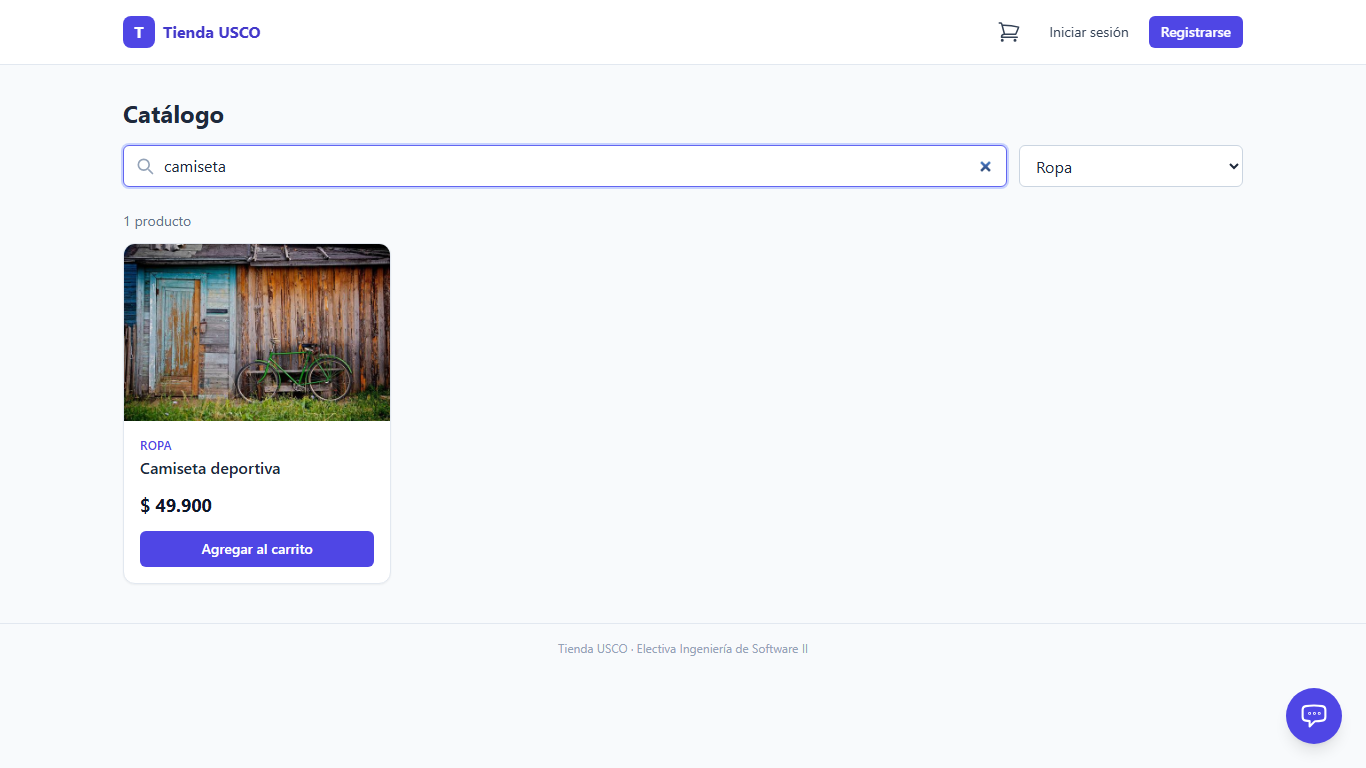 T Tienda USCO
Iniciar sesión
Registrarse
Catálogo
camiseta
Ropa
1 producto
ROPA
Camiseta deportiva
$ 49.900
Agregar al carrito
Tienda USCO · Electiva Ingeniería de Software II